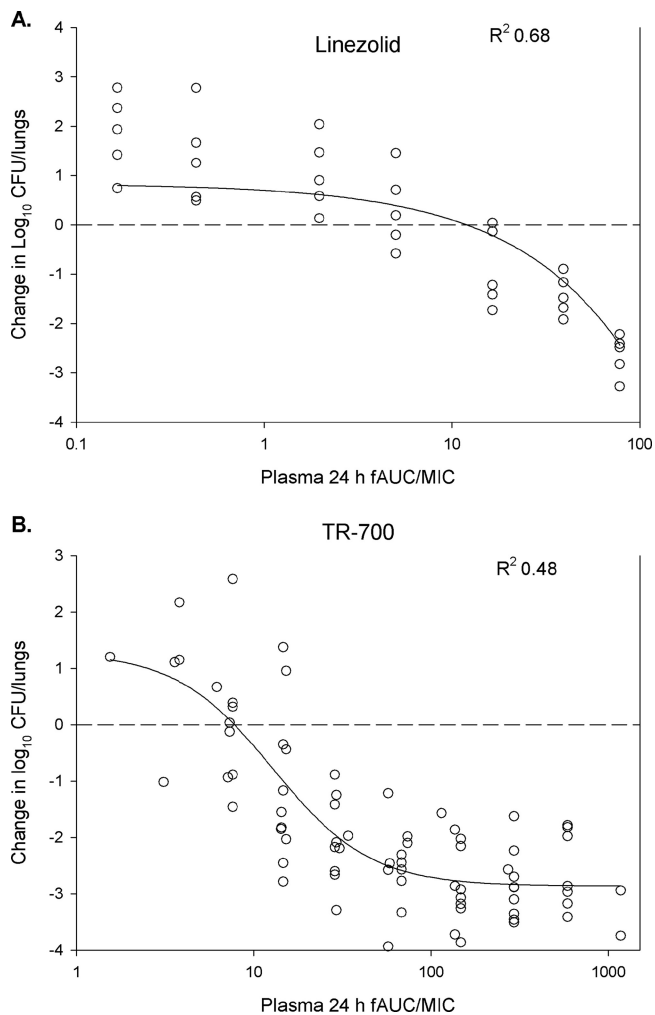 A.
Linezolid
R² 0.68
4
3
2
1
0
-1
-2
-3
-4
Change in Log₁₀ CFU/lungs
0.1
1
10
100
Plasma 24 h fAUC/MIC
B.
TR-700
R² 0.48
3
2
1
0
-1
-2
-3
-4
Change in log₁₀ CFU/lungs
1
10
100
1000
Plasma 24 h fAUC/MIC